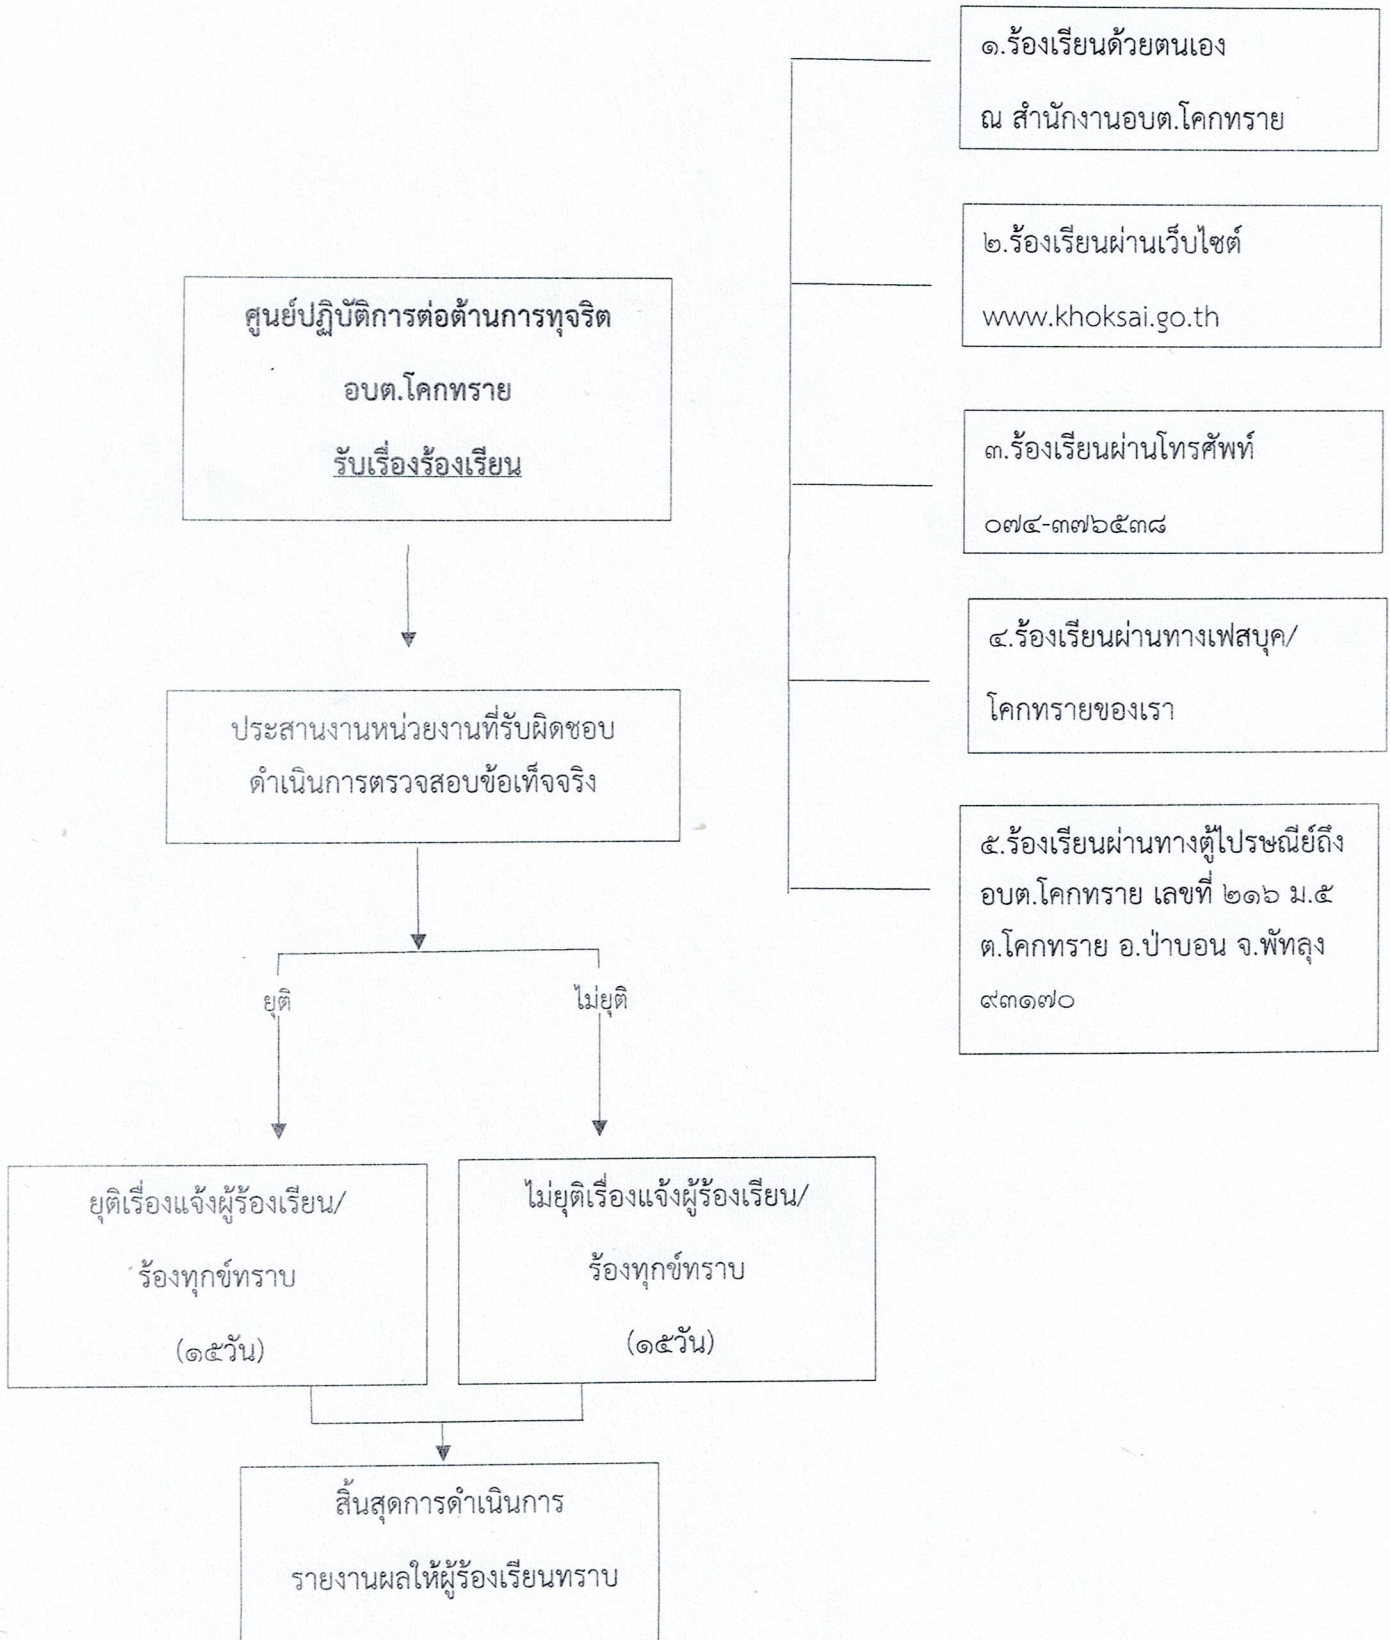 ๑.ร้องเรียนด้วยตนเอง
ณ สำนักงานอบต.โคกทราย
๒.ร้องเรียนผ่านเว็บไซต์
www.khoksai.go.th
ศูนย์ปฏิบัติการต่อต้านการทุจริต
อบต.โคกทราย
รับเรื่องร้องเรียน
๓.ร้องเรียนผ่านโทรศัพท์
๐๗๔-๓๗๖๕๓๘
๔.ร้องเรียนผ่านทางเฟสบุค/
โคกทรายของเรา
ประสานงานหน่วยงานที่รับผิดชอบ
ดำเนินการตรวจสอบข้อเท็จจริง
๕.ร้องเรียนผ่านทางตู้ไปรษณีย์ถึง
อบต.โคกทราย เลขที่ ๒๑๖ ม.๕
ต.โคกทราย อ.ป่าบอน จ.พัทลุง
๙๓๑๗๐
ยุติ
ไม่ยุติ
ยุติเรื่องแจ้งผู้ร้องเรียน/
ร้องทุกข์ทราบ
(๑๕วัน)
ไม่ยุติเรื่องแจ้งผู้ร้องเรียน/
ร้องทุกข์ทราบ
(๑๕วัน)
สิ้นสุดการดำเนินการ
รายงานผลให้ผู้ร้องเรียนทราบ